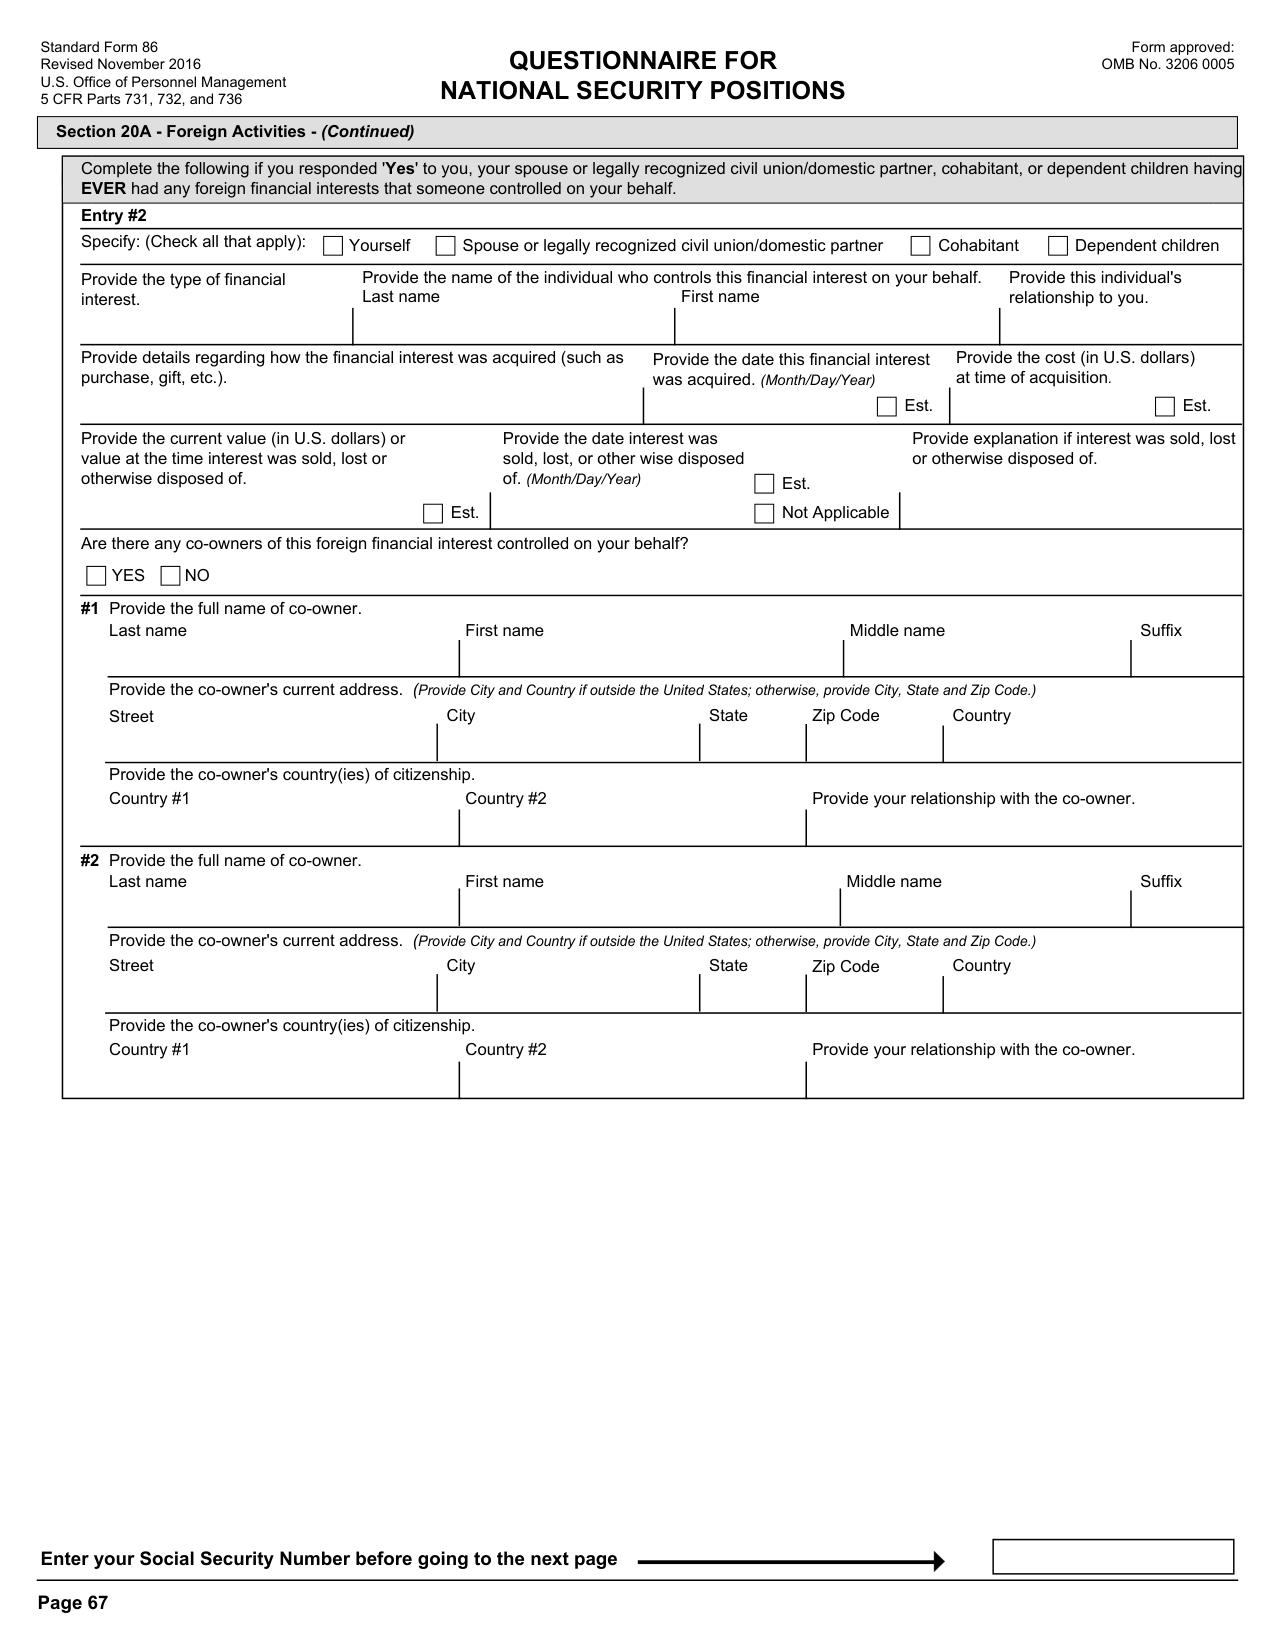 Standard Form 86
Revised November 2016
U.S. Office of Personnel Management
5 CFR Parts 731, 732, and 736
QUESTIONNAIRE FOR
NATIONAL SECURITY POSITIONS
Form approved:
OMB No. 3206 0005
Section 20A - Foreign Activities - (Continued)
Complete the following if you responded 'Yes' to you, your spouse or legally recognized civil union/domestic partner, cohabitant, or dependent children having
EVER had any foreign financial interests that someone controlled on your behalf.
Entry #2
Specify: (Check all that apply): Yourself Spouse or legally recognized civil union/domestic partner Cohabitant Dependent children
Provide the type of financial
interest.
Provide the name of the individual who controls this financial interest on your behalf.
Last name First name
Provide this individual's
relationship to you.
Provide details regarding how the financial interest was acquired (such as
purchase, gift, etc.).
Provide the date this financial interest
was acquired. (Month/Day/Year)
Est.
Provide the cost (in U.S. dollars)
at time of acquisition.
Est.
Provide the current value (in U.S. dollars) or
value at the time interest was sold, lost or
otherwise disposed of.
Est.
Provide the date interest was
sold, lost, or other wise disposed
of. (Month/Day/Year)
Est.
Not Applicable
Provide explanation if interest was sold, lost
or otherwise disposed of.
Are there any co-owners of this foreign financial interest controlled on your behalf?
YES NO
#1 Provide the full name of co-owner.
Last name First name Middle name Suffix
Provide the co-owner's current address. (Provide City and Country if outside the United States; otherwise, provide City, State and Zip Code.)
Street City State Zip Code Country
Provide the co-owner's country(ies) of citizenship.
Country #1 Country #2 Provide your relationship with the co-owner.
#2 Provide the full name of co-owner.
Last name First name Middle name Suffix
Provide the co-owner's current address. (Provide City and Country if outside the United States; otherwise, provide City, State and Zip Code.)
Street City State Zip Code Country
Provide the co-owner's country(ies) of citizenship.
Country #1 Country #2 Provide your relationship with the co-owner.
Enter your Social Security Number before going to the next page
Page 67